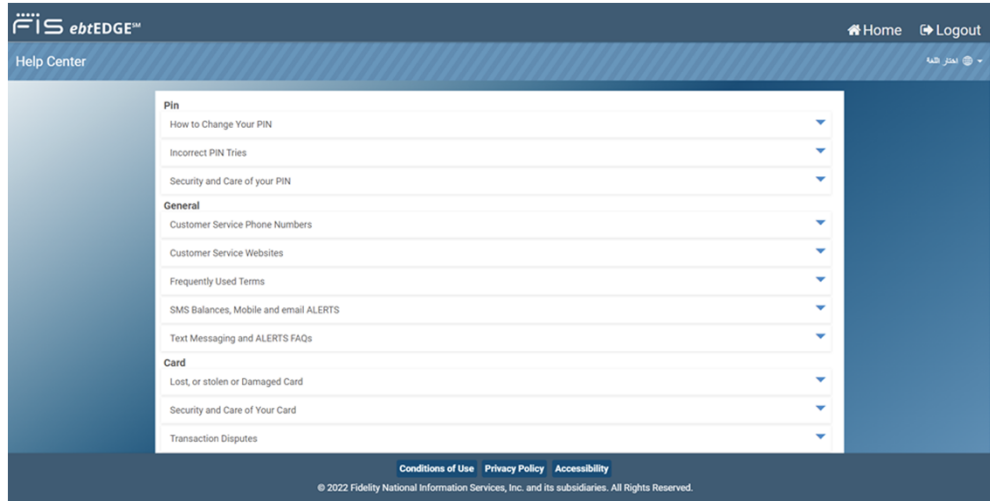 FIS ebtEDGE℠
Home Logout
Help Center
اختر اللغة
Pin
How to Change Your PIN
Incorrect PIN Tries
Security and Care of your PIN
General
Customer Service Phone Numbers
Customer Service Websites
Frequently Used Terms
SMS Balances, Mobile and email ALERTS
Text Messaging and ALERTS FAQs
Card
Lost, or stolen or Damaged Card
Security and Care of Your Card
Transaction Disputes
Conditions of Use Privacy Policy Accessibility
© 2022 Fidelity National Information Services, Inc. and its subsidiaries. All Rights Reserved.